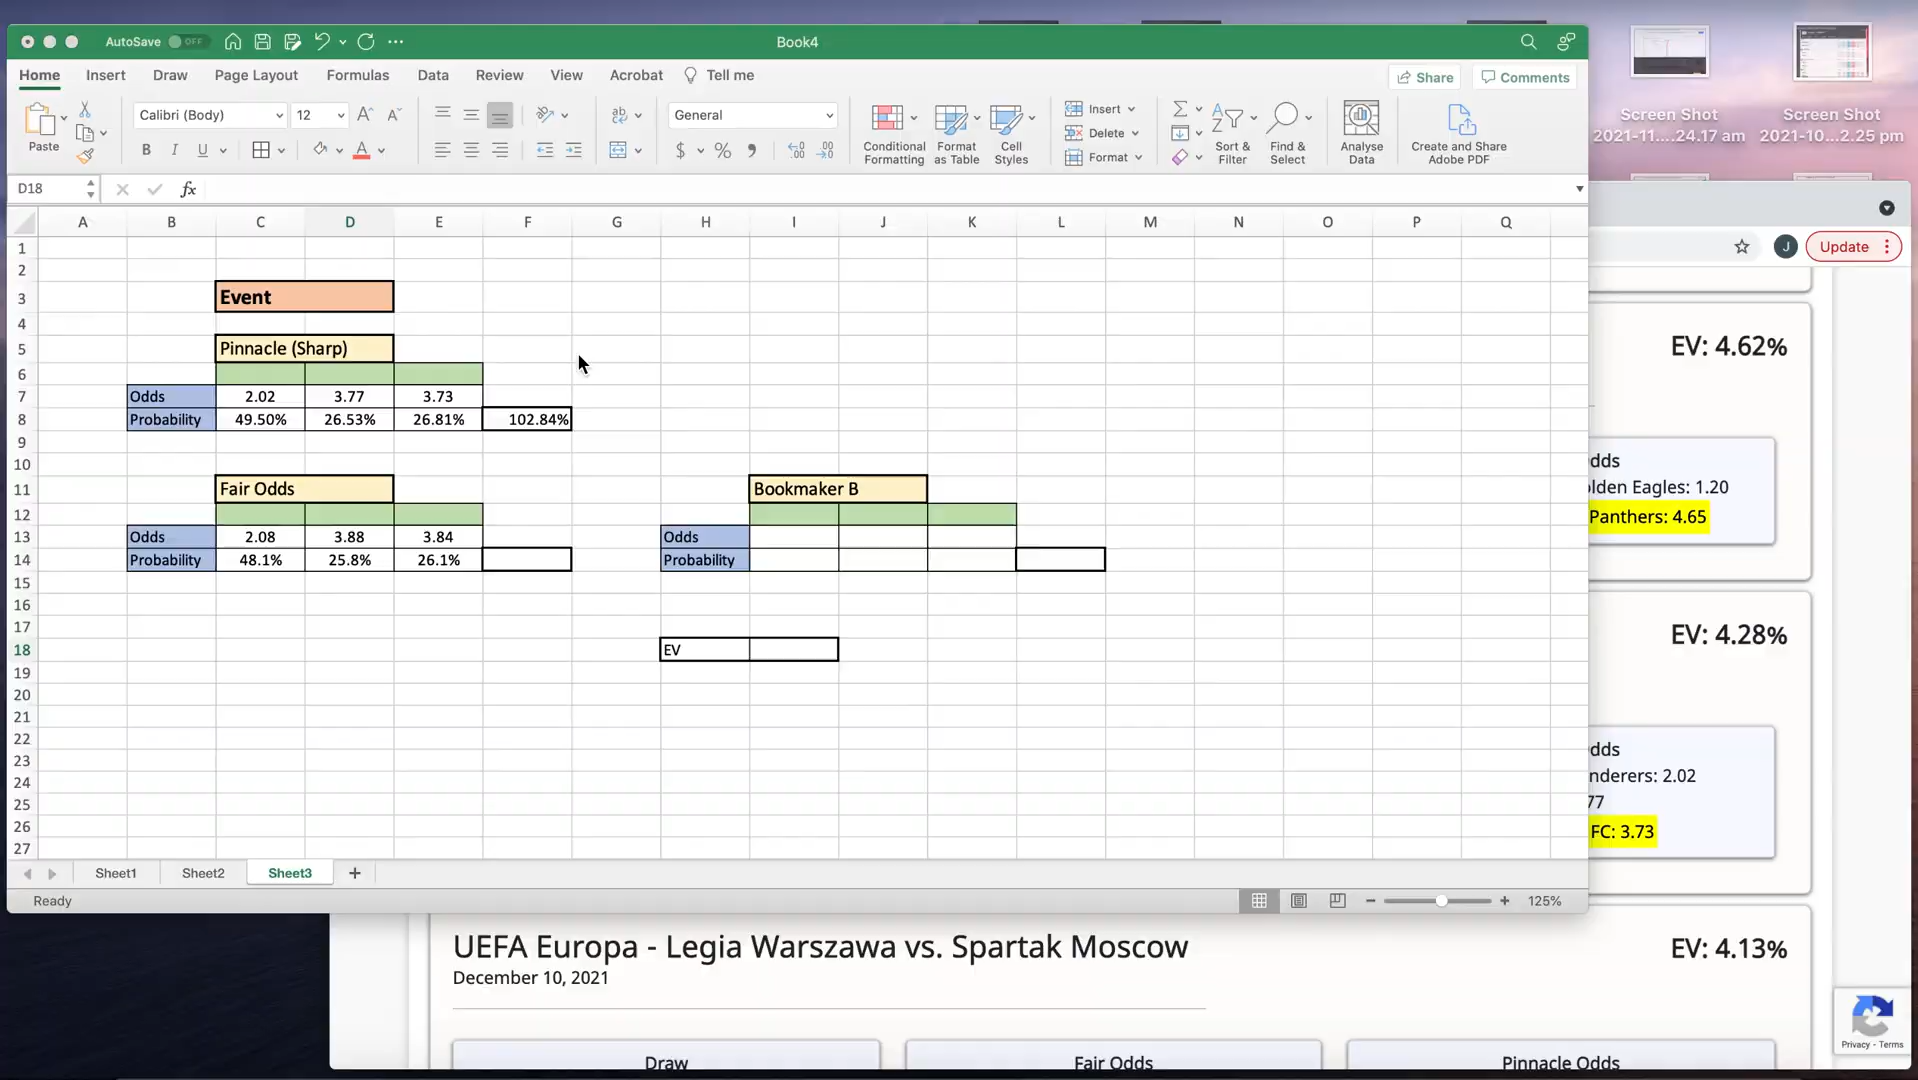 AutoSave OFF
Book4
Home Insert Draw Page Layout Formulas Data Review View Acrobat Tell me
Share Comments
Paste
Calibri (Body) 12
B I U
General
$ % 9
Conditional Formatting
Format as Table
Cell Styles
Insert
Delete
Format
Sort & Filter
Find & Select
Analyse Data
Create and Share Adobe PDF
D18 fx
A B C D E F G H I J K L M N O P Q
1
2
3 Event
4
5 Pinnacle (Sharp)
6
7 Odds 2.02 3.77 3.73
8 Probability 49.50% 26.53% 26.81% 102.84%
9
10
11 Fair Odds Bookmaker B
12
13 Odds 2.08 3.88 3.84 Odds
14 Probability 48.1% 25.8% 26.1% Probability
15
16
17
18 EV
19
20
21
22
23
24
25
26
27
Sheet1 Sheet2 Sheet3 +
Ready
125%
Screen Shot
2021-11....24.17 am
Screen Shot
2021-10...2.25 pm
J Update
EV: 4.62%
dds
lden Eagles: 1.20
Panthers: 4.65
EV: 4.28%
dds
nderers: 2.02
77
FC: 3.73
UEFA Europa - Legia Warszawa vs. Spartak Moscow
December 10, 2021
EV: 4.13%
Draw
Fair Odds
Pinnacle Odds
Privacy - Terms